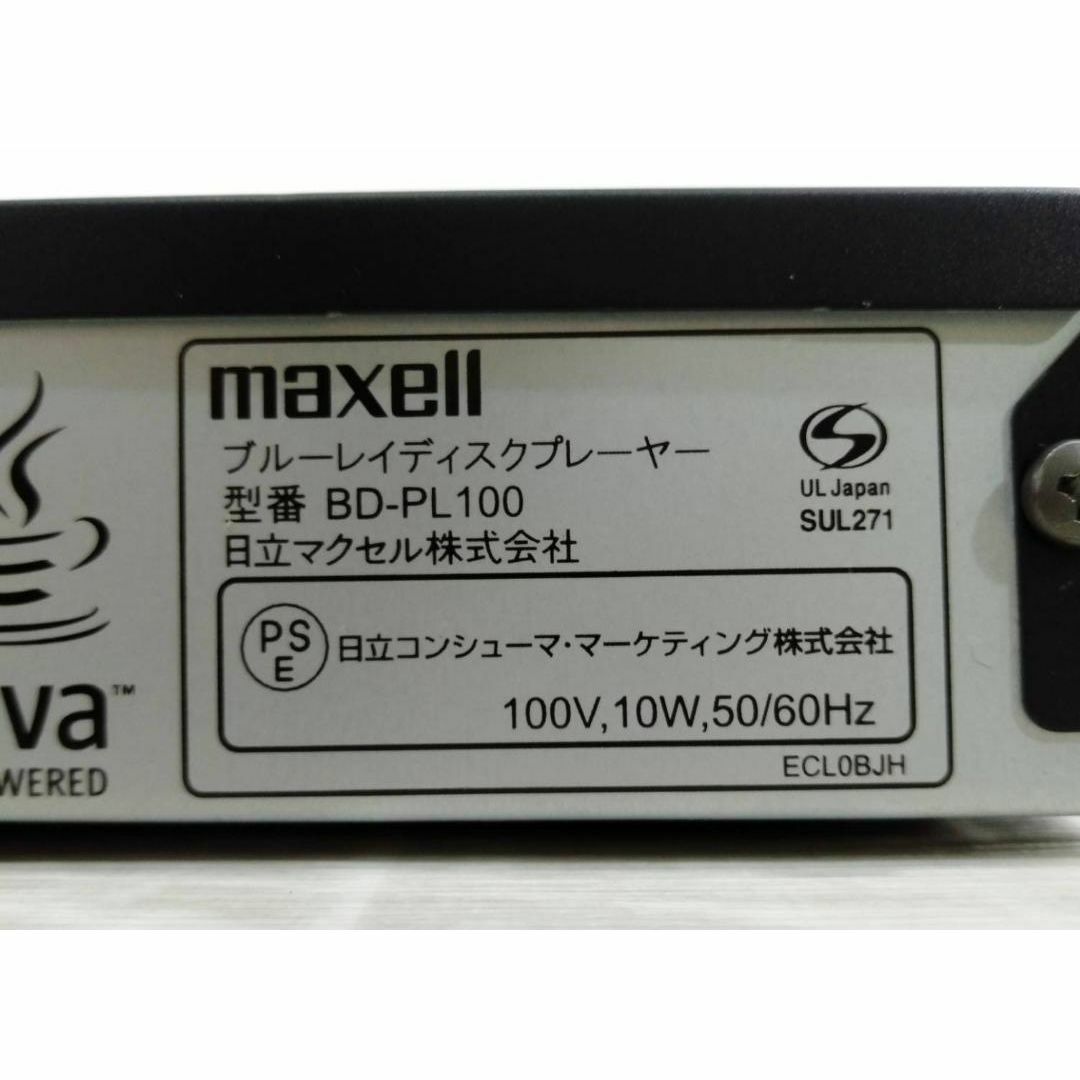 maxell
ブルーレイディスクプレーヤー
型番 BD-PL100
日立マクセル株式会社
UL Japan
SUL271
PS
E
日立コンシューマ・マーケティング株式会社
100V,10W,50/60Hz
ECL0BJH
va™
WERED